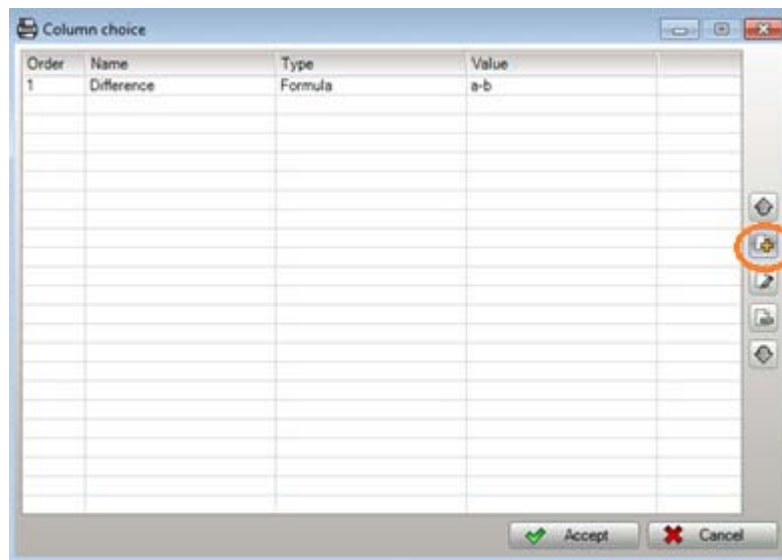 Column choice
Order Name Type Value
1 Difference Formula a-b
Accept Cancel